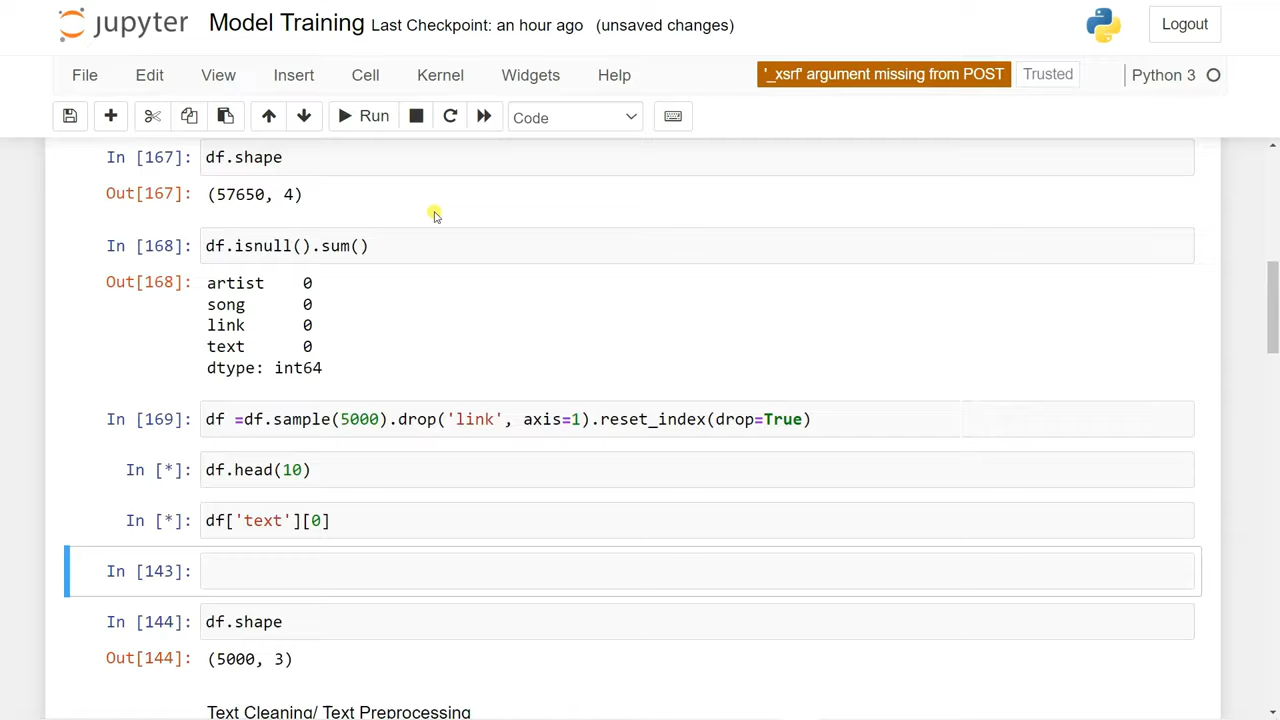 jupyter Model Training Last Checkpoint: an hour ago (unsaved changes) Logout
File Edit View Insert Cell Kernel Widgets Help '_xsrf' argument missing from POST Trusted Python 3
Run Code
In [167]: df.shape
Out[167]: (57650, 4)
In [168]: df.isnull().sum()
Out[168]: artist 0
song 0
link 0
text 0
dtype: int64
In [169]: df =df.sample(5000).drop('link', axis=1).reset_index(drop=True)
In [*]: df.head(10)
In [*]: df['text'][0]
In [143]:
In [144]: df.shape
Out[144]: (5000, 3)
Text Cleaning/ Text Preprocessing